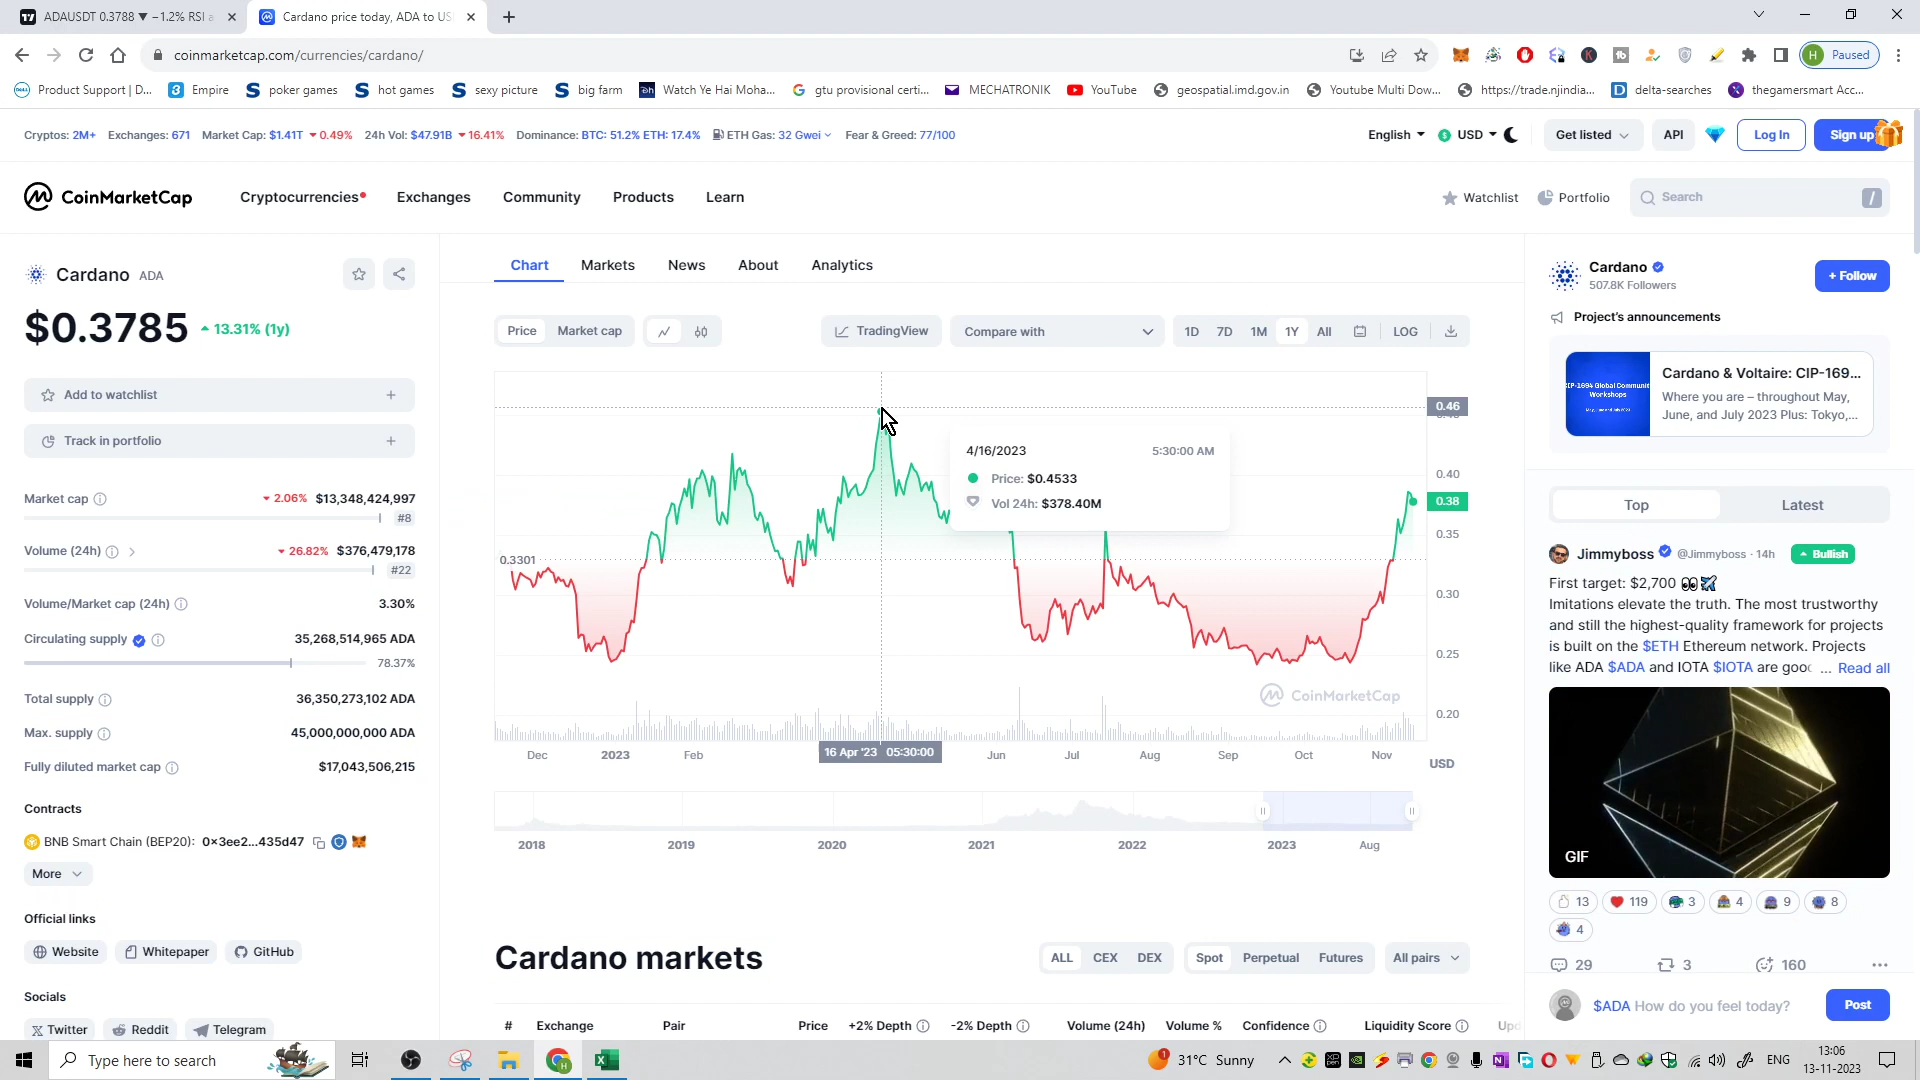 ADAUSDT 0.3788 ▼ −1.2% RSI a
Cardano price today, ADA to US
coinmarketcap.com/currencies/cardano/
H Paused
Product Support | D...
Empire
poker games
hot games
sexy picture
big farm
Watch Ye Hai Moha...
gtu provisional certi...
MECHATRONIK
YouTube
geospatial.imd.gov.in
Youtube Multi Dow...
https://trade.njindia...
delta-searches
thegamersmart Acc...
Cryptos: 2M+ Exchanges: 671 Market Cap: $1.41T ▼ 0.49% 24h Vol: $47.91B ▼ 16.41% Dominance: BTC: 51.2% ETH: 17.4% ETH Gas: 32 Gwei Fear & Greed: 77/100
English USD Get listed API Log In Sign up
CoinMarketCap
Cryptocurrencies Exchanges Community Products Learn
Watchlist Portfolio Search /
Cardano ADA
$0.3785 ▲ 13.31% (1y)
Add to watchlist +
Track in portfolio +
Market cap ▼ 2.06% $13,348,424,997
#8
Volume (24h) ▼ 26.82% $376,479,178
#22
Volume/Market cap (24h) 3.30%
Circulating supply 35,268,514,965 ADA
78.37%
Total supply 36,350,273,102 ADA
Max. supply 45,000,000,000 ADA
Fully diluted market cap $17,043,506,215
Contracts
BNB Smart Chain (BEP20): 0x3ee2...435d47
More
Official links
Website Whitepaper GitHub
Socials
Twitter Reddit Telegram
Chart Markets News About Analytics
Price Market cap
TradingView Compare with 1D 7D 1M 1Y All LOG
0.46
4/16/2023 5:30:00 AM
Price: $0.4533
Vol 24h: $378.40M
0.40
0.38
0.35
0.3301
0.30
0.25
0.20
CoinMarketCap
Dec 2023 Feb 16 Apr '23 05:30:00 Jun Jul Aug Sep Oct Nov
USD
2018 2019 2020 2021 2022 2023 Aug
Cardano markets
ALL CEX DEX Spot Perpetual Futures All pairs
# Exchange Pair Price +2% Depth -2% Depth Volume (24h) Volume % Confidence Liquidity Score Upd
Cardano
507.8K Followers
+ Follow
Project's announcements
CIP-1694 Global Communit
Workshops
May, June and July 2023
Cardano & Voltaire: CIP-169...
Where you are – throughout May,
June, and July 2023 Plus: Tokyo,...
Top Latest
Jimmyboss @Jimmyboss · 14h Bullish
First target: $2,700
Imitations elevate the truth. The most trustworthy
and still the highest-quality framework for projects
is built on the $ETH Ethereum network. Projects
like ADA $ADA and IOTA $IOTA are good ... Read all
GIF
13 119 3 4 9 8
4
29 3 160
$ADA How do you feel today? Post
Type here to search
31°C Sunny
ENG
13:06
13-11-2023